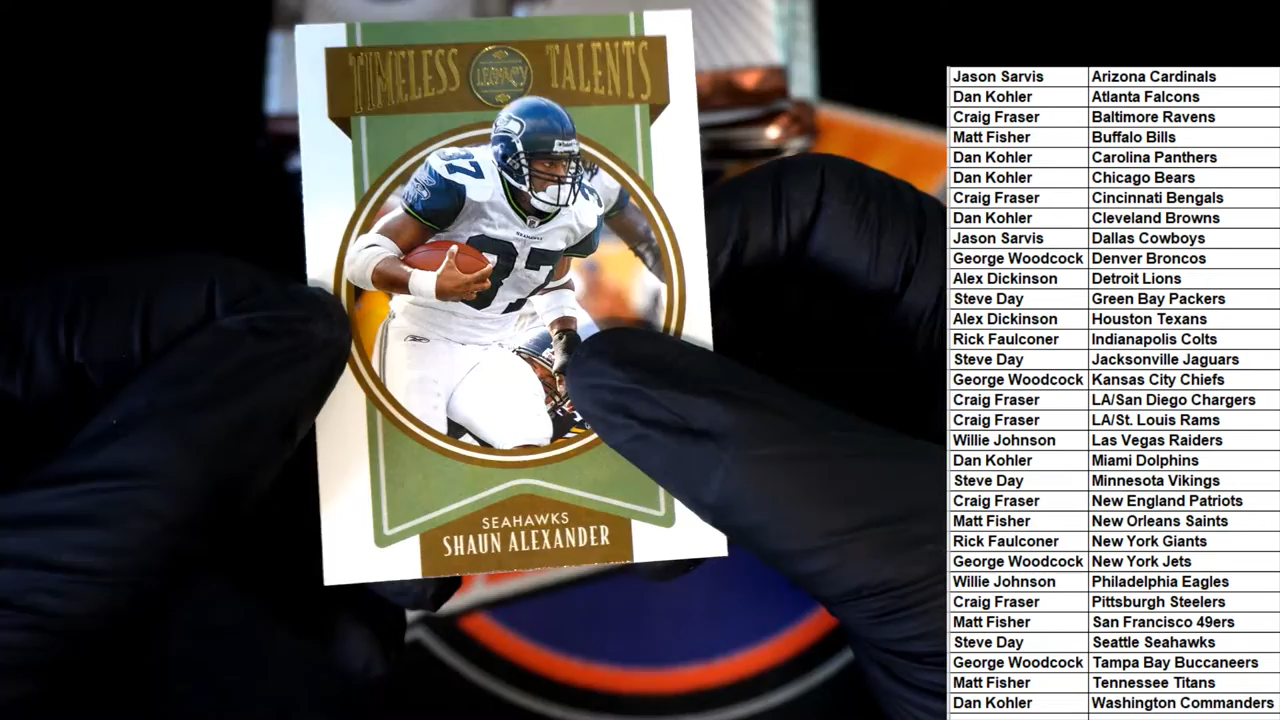 TIMELESS LEGACY TALENTS
37
37
SEAHAWKS
SHAUN ALEXANDER
Jason Sarvis Arizona Cardinals
Dan Kohler Atlanta Falcons
Craig Fraser Baltimore Ravens
Matt Fisher Buffalo Bills
Dan Kohler Carolina Panthers
Dan Kohler Chicago Bears
Craig Fraser Cincinnati Bengals
Dan Kohler Cleveland Browns
Jason Sarvis Dallas Cowboys
George Woodcock Denver Broncos
Alex Dickinson Detroit Lions
Steve Day Green Bay Packers
Alex Dickinson Houston Texans
Rick Faulconer Indianapolis Colts
Steve Day Jacksonville Jaguars
George Woodcock Kansas City Chiefs
Craig Fraser LA/San Diego Chargers
Craig Fraser LA/St. Louis Rams
Willie Johnson Las Vegas Raiders
Dan Kohler Miami Dolphins
Steve Day Minnesota Vikings
Craig Fraser New England Patriots
Matt Fisher New Orleans Saints
Rick Faulconer New York Giants
George Woodcock New York Jets
Willie Johnson Philadelphia Eagles
Craig Fraser Pittsburgh Steelers
Matt Fisher San Francisco 49ers
Steve Day Seattle Seahawks
George Woodcock Tampa Bay Buccaneers
Matt Fisher Tennessee Titans
Dan Kohler Washington Commanders